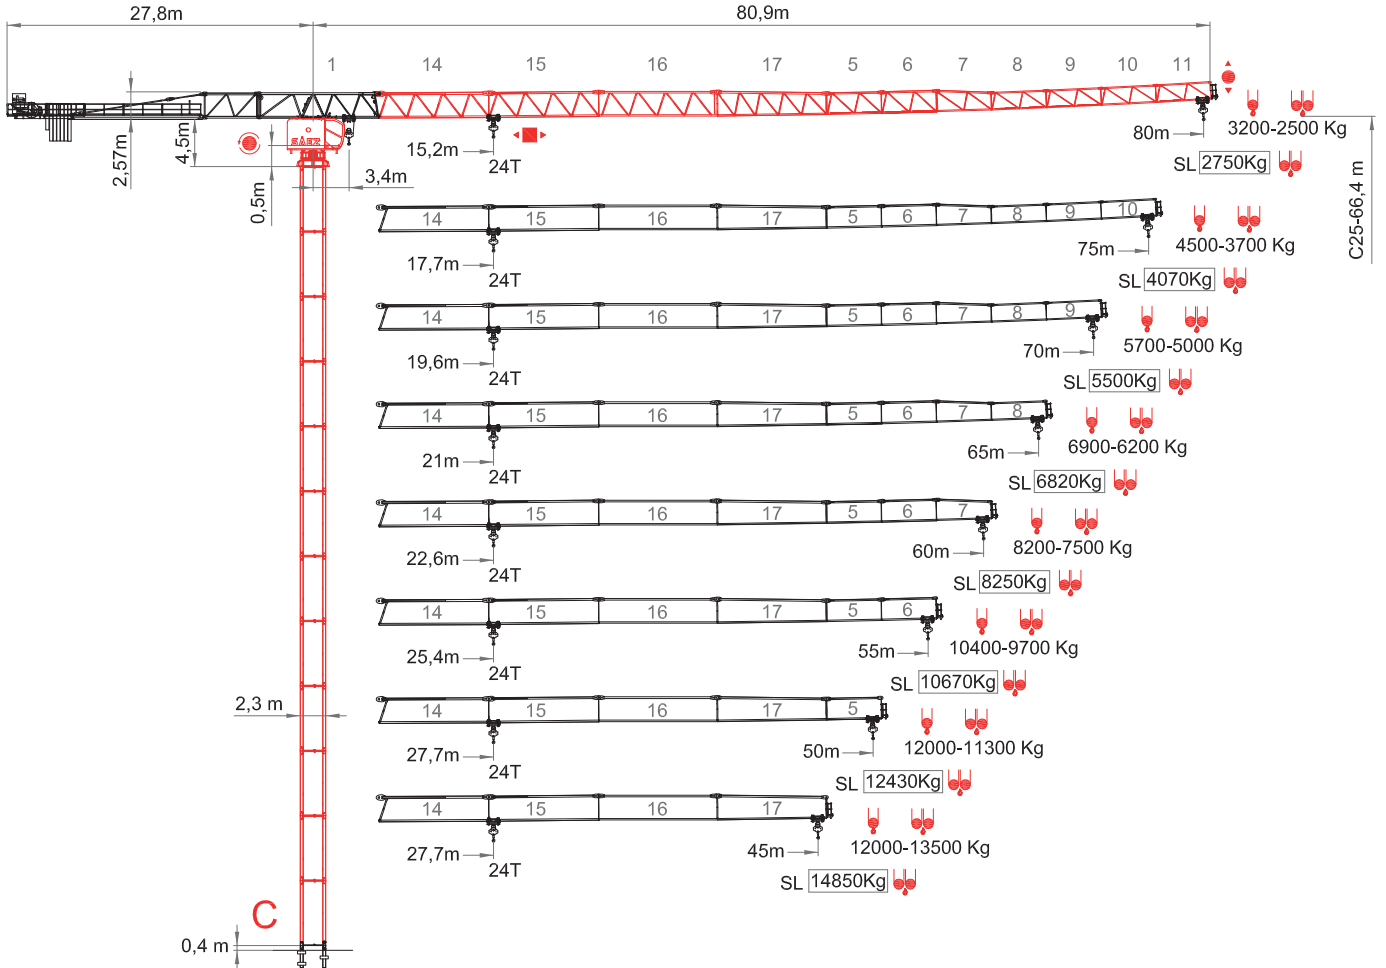 27,8m
80,9m
1 14 15 16 17 5 6 7 8 9 10 11
2,57m
4,5m
SÁEZ
0,5m
3,4m
15,2m
24T
80m
3200-2500 Kg
SL 2750Kg
C25-66,4 m
14 15 16 17 5 6 7 8 9 10
17,7m
24T
75m
4500-3700 Kg
SL 4070Kg
14 15 16 17 5 6 7 8 9
19,6m
24T
70m
5700-5000 Kg
SL 5500Kg
14 15 16 17 5 6 7 8
21m
24T
65m
6900-6200 Kg
SL 6820Kg
14 15 16 17 5 6 7
22,6m
24T
60m
8200-7500 Kg
SL 8250Kg
14 15 16 17 5 6
25,4m
24T
55m
10400-9700 Kg
SL 10670Kg
2,3 m
14 15 16 17 5
27,7m
24T
50m
12000-11300 Kg
SL 12430Kg
14 15 16 17
27,7m
24T
45m
12000-13500 Kg
SL 14850Kg
C
0,4 m